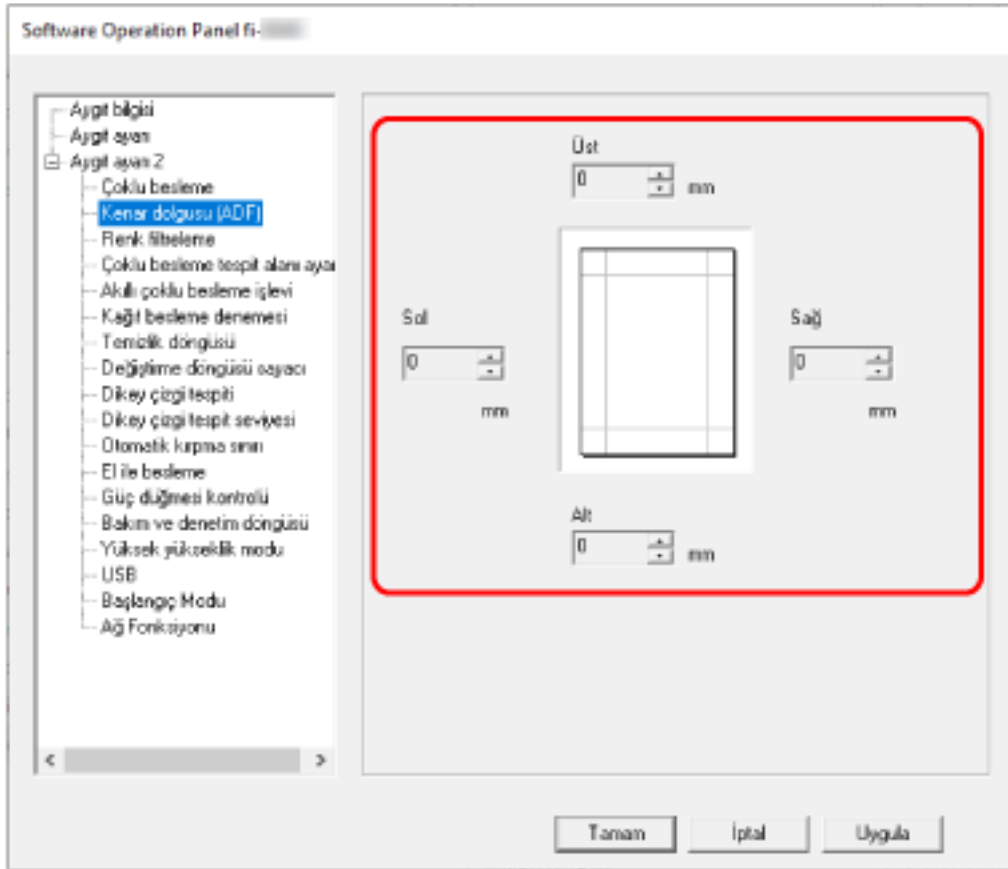 Software Operation Panel fi-
Aygıt bilgisi
Aygıt ayarı
Aygıt ayarı 2
Çoklu besleme
Kenar dolgusu (ADF)
Renk filtreleme
Çoklu besleme tespit alanı ayar
Akıllı çoklu besleme işlevi
Kağıt besleme denemesi
Temizlik döngüsü
Değiştirme döngüsü sayacı
Dikey çizgi tespiti
Dikey çizgi tespit seviyesi
Otomatik kırpma sınırı
El ile besleme
Güç düğmesi kontrolü
Bakım ve denetim döngüsü
Yüksek yükseklik modu
USB
Başlangıç Modu
Ağ Fonksiyonu
Üst
0 mm
Sol
0
mm
Sağ
0
mm
Alt
0 mm
Tamam İptal Uygula